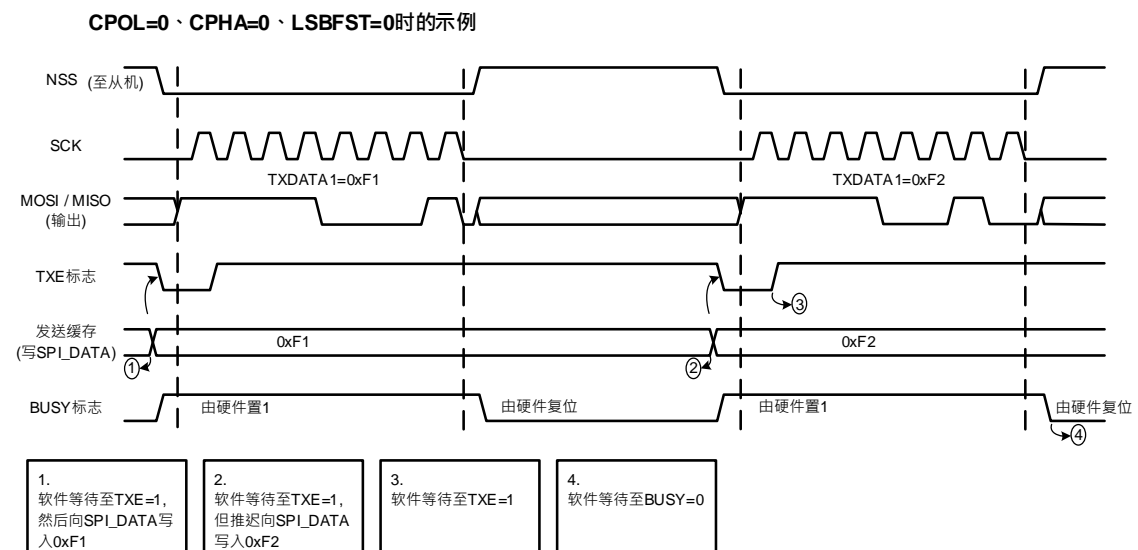 CPOL=0、CPHA=0、LSBFST=0时的示例
NSS (至从机)
SCK
TXDATA1=0xF1
TXDATA1=0xF2
MOSI / MISO
(输出)
TXE标志
③
发送缓存
(写SPI_DATA)
0xF1
0xF2
①
②
BUSY标志
由硬件置1
由硬件复位
由硬件置1
由硬件复位
④
1.
软件等待至TXE=1,
然后向SPI_DATA写
入0xF1
2.
软件等待至TXE=1,
但推迟向SPI_DATA
写入0xF2
3.
软件等待至TXE=1
4.
软件等待至BUSY=0